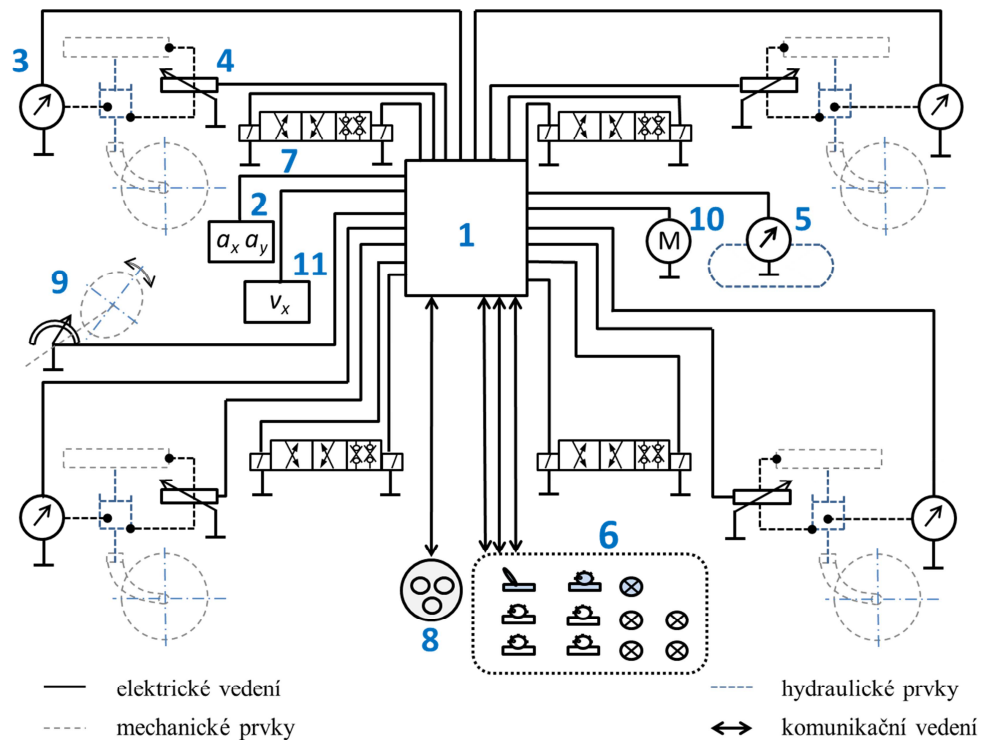 3
4
7
2
a_x a_y
11
v_x
9
1
10
M
5
8
6
elektrické vedení
mechanické prvky
hydraulické prvky
komunikační vedení